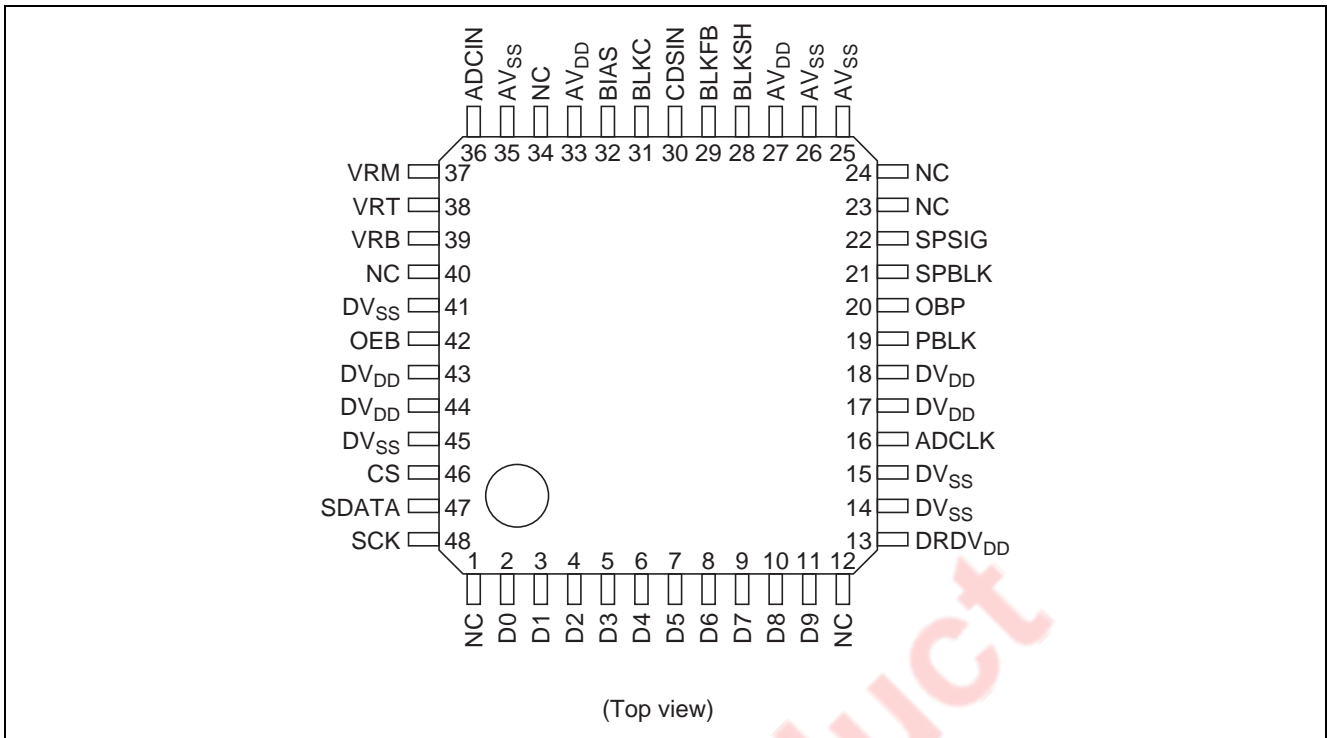 ADCIN AVSS NC AVDD BIAS BLKC CDSIN BLKFB BLKSH AVDD AVSS AVSS
36 35 34 33 32 31 30 29 28 27 26 25
VRM 37 24 NC
VRT 38 23 NC
VRB 39 22 SPSIG
NC 40 21 SPBLK
DVSS 41 20 OBP
OEB 42 19 PBLK
DVDD 43 18 DVDD
DVDD 44 17 DVDD
DVSS 45 16 ADCLK
CS 46 15 DVSS
SDATA 47 14 DVSS
SCK 48 13 DRDVDD
1 2 3 4 5 6 7 8 9 10 11 12
NC D0 D1 D2 D3 D4 D5 D6 D7 D8 D9 NC
(Top view)
uct